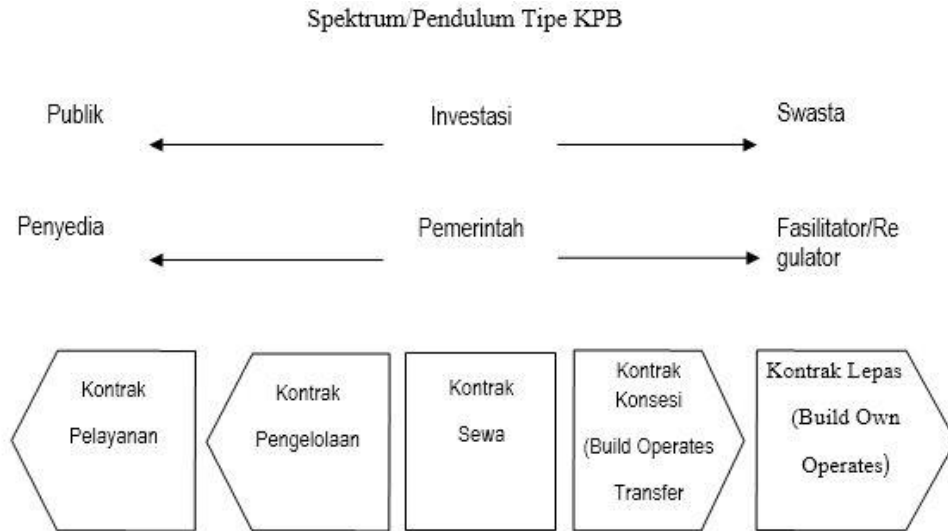 Spektrum/Pendulum Tipe KPB
Publik
Investasi
Swasta
Penyedia
Pemerintah
Fasilitator/Re
gulator
Kontrak
Pelayanan
Kontrak
Pengelolaan
Kontrak
Sewa
Kontrak
Konsesi
(Build Operates
Transfer
Kontrak Lepas
(Build Own
Operates)